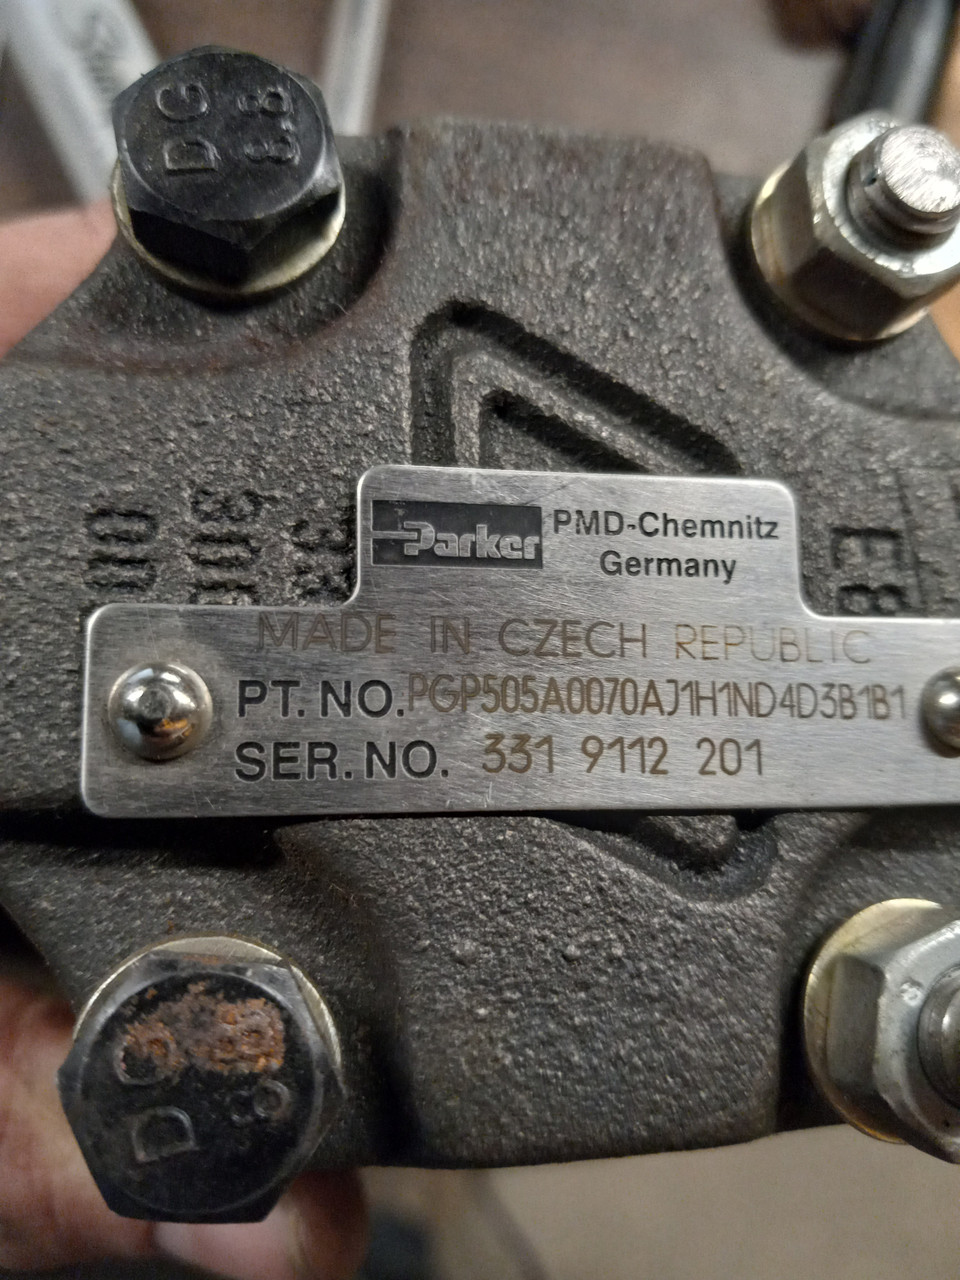 DG
8.8
Parker
PMD-Chemnitz
Germany
MADE IN CZECH REPUBLIC
PT. NO. PGP505A0070AJ1H1ND4D3B1B1
SER. NO. 331 9112 201
D
8